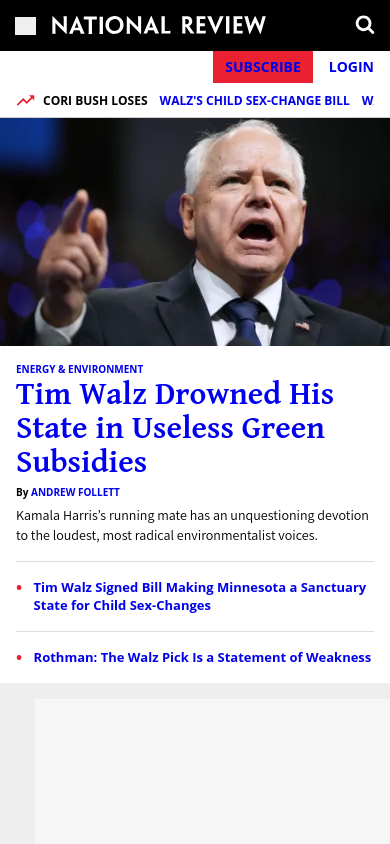 NATIONAL REVIEW
SUBSCRIBE LOGIN
CORI BUSH LOSES WALZ'S CHILD SEX-CHANGE BILL
ENERGY & ENVIRONMENT
Tim Walz Drowned His
State in Useless Green
Subsidies
By ANDREW FOLLETT
Kamala Harris’s running mate has an unquestioning devotion
to the loudest, most radical environmentalist voices.
Tim Walz Signed Bill Making Minnesota a Sanctuary
State for Child Sex-Changes
Rothman: The Walz Pick Is a Statement of Weakness